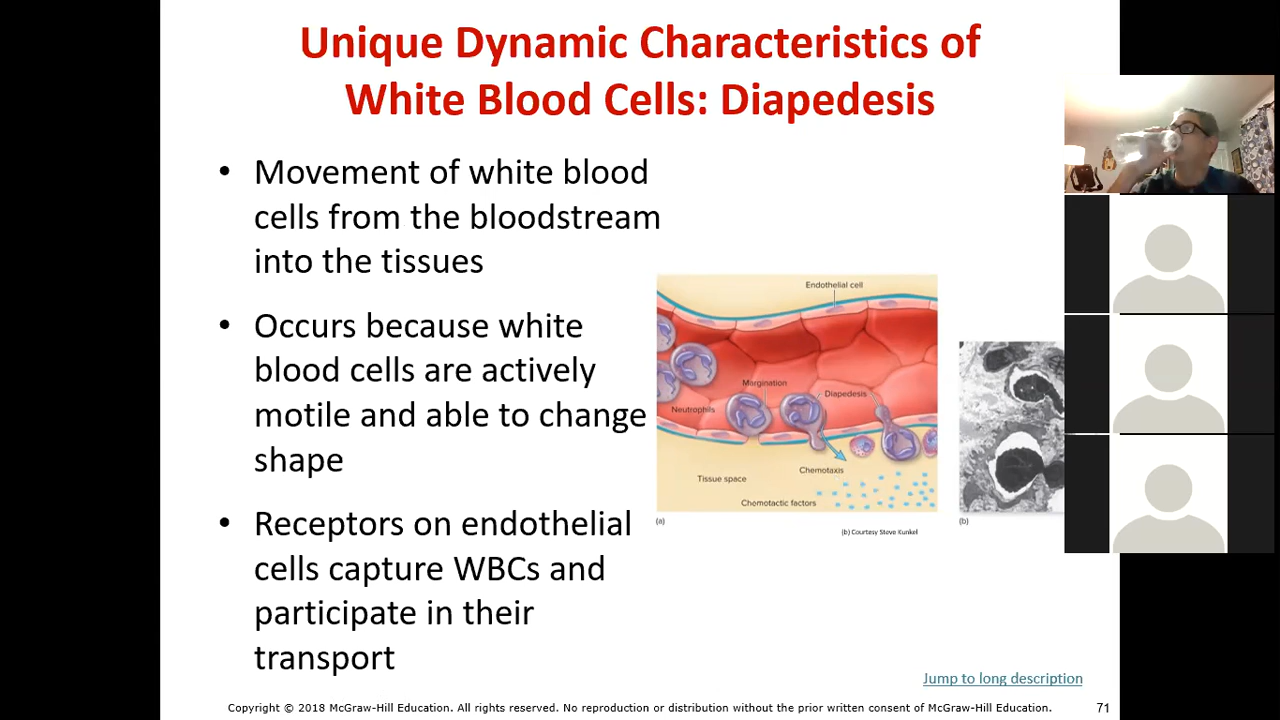 Unique Dynamic Characteristics of
White Blood Cells: Diapedesis
• Movement of white blood
cells from the bloodstream
into the tissues
• Occurs because white
blood cells are actively
motile and able to change
shape
• Receptors on endothelial
cells capture WBCs and
participate in their
transport
Endothelial cell
Margination
Diapedesis
Neutrophils
Chemotaxis
Tissue space
Chemotactic factors
(a)
(b) Courtesy Steve Kunkel
(b)
Jump to long description
Copyright © 2018 McGraw-Hill Education. All rights reserved. No reproduction or distribution without the prior written consent of McGraw-Hill Education.
71